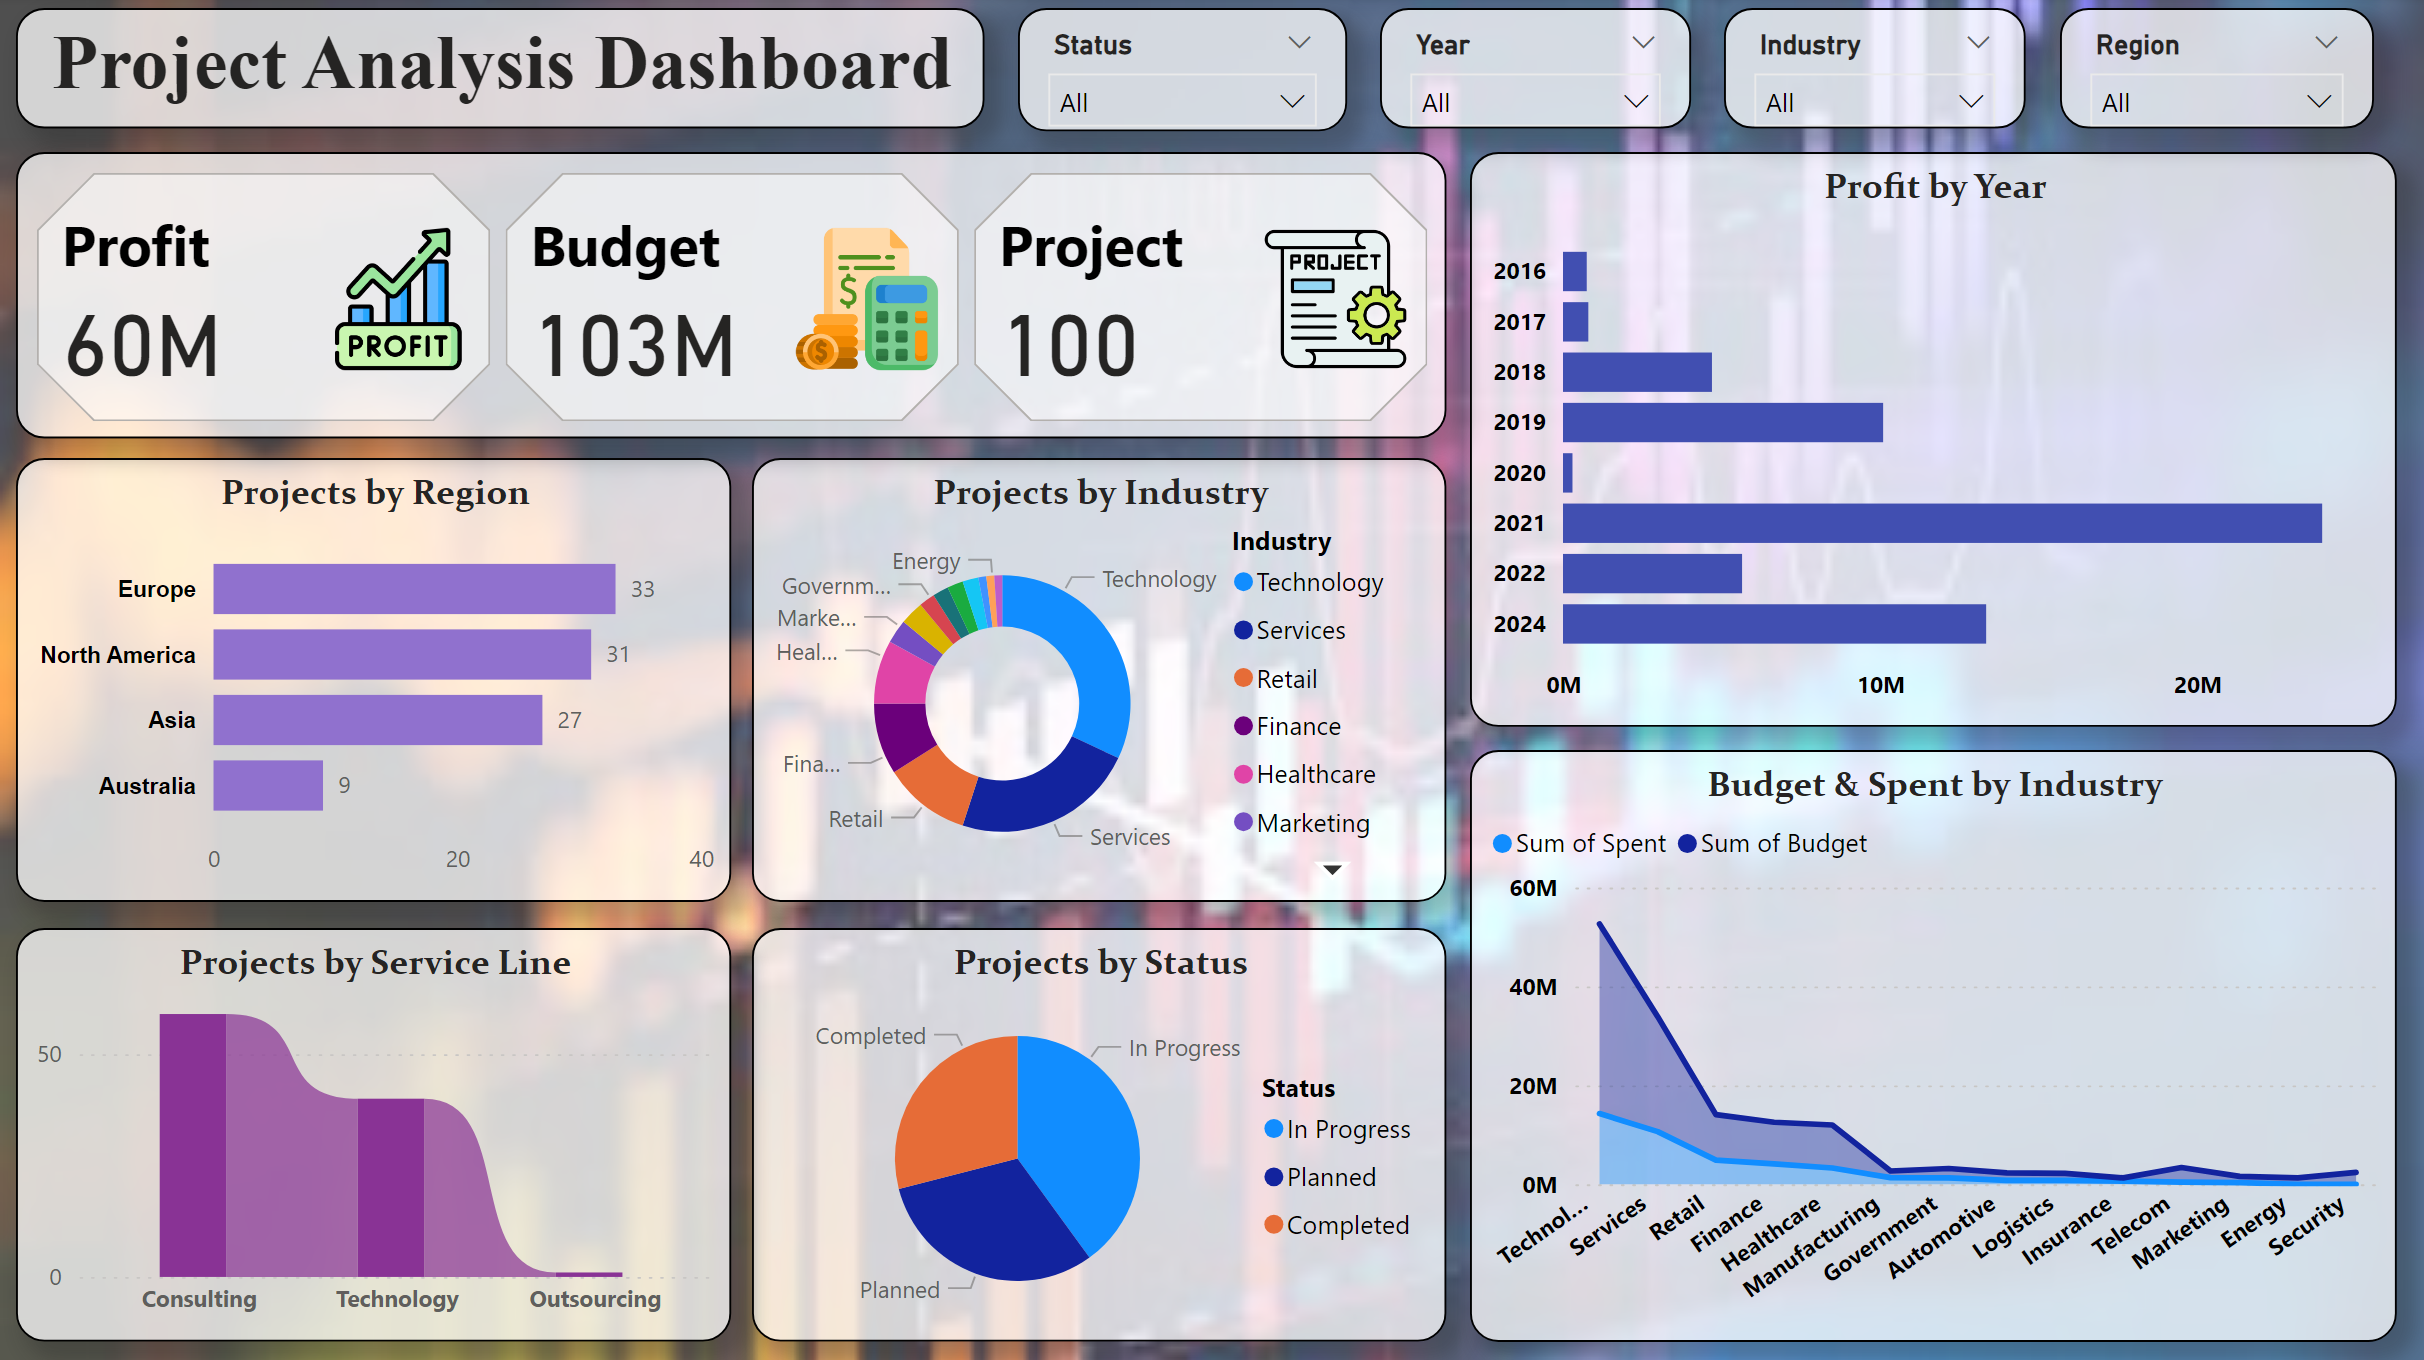 Project Analysis Dashboard
Status
All
Year
All
Industry
All
Region
All
Profit
60M
PROFIT
Budget
103M
$
$
Project
100
PROJECT
Profit by Year
2016
2017
2018
2019
2020
2021
2022
2024
0M 10M 20M
Projects by Region
Europe 33
North America 31
Asia 27
Australia 9
0 20 40
Projects by Industry
Energy
Governm...
Marke...
Heal...
Fina...
Retail
Services
Technology
Industry
Technology
Services
Retail
Finance
Healthcare
Marketing
Projects by Service Line
50
0
Consulting Technology Outsourcing
Projects by Status
Completed
In Progress
Planned
Status
In Progress
Planned
Completed
Budget & Spent by Industry
Sum of Spent Sum of Budget
60M
40M
20M
0M
Technol...
Services
Retail
Finance
Healthcare
Manufacturing
Government
Automotive
Logistics
Insurance
Telecom
Marketing
Energy
Security